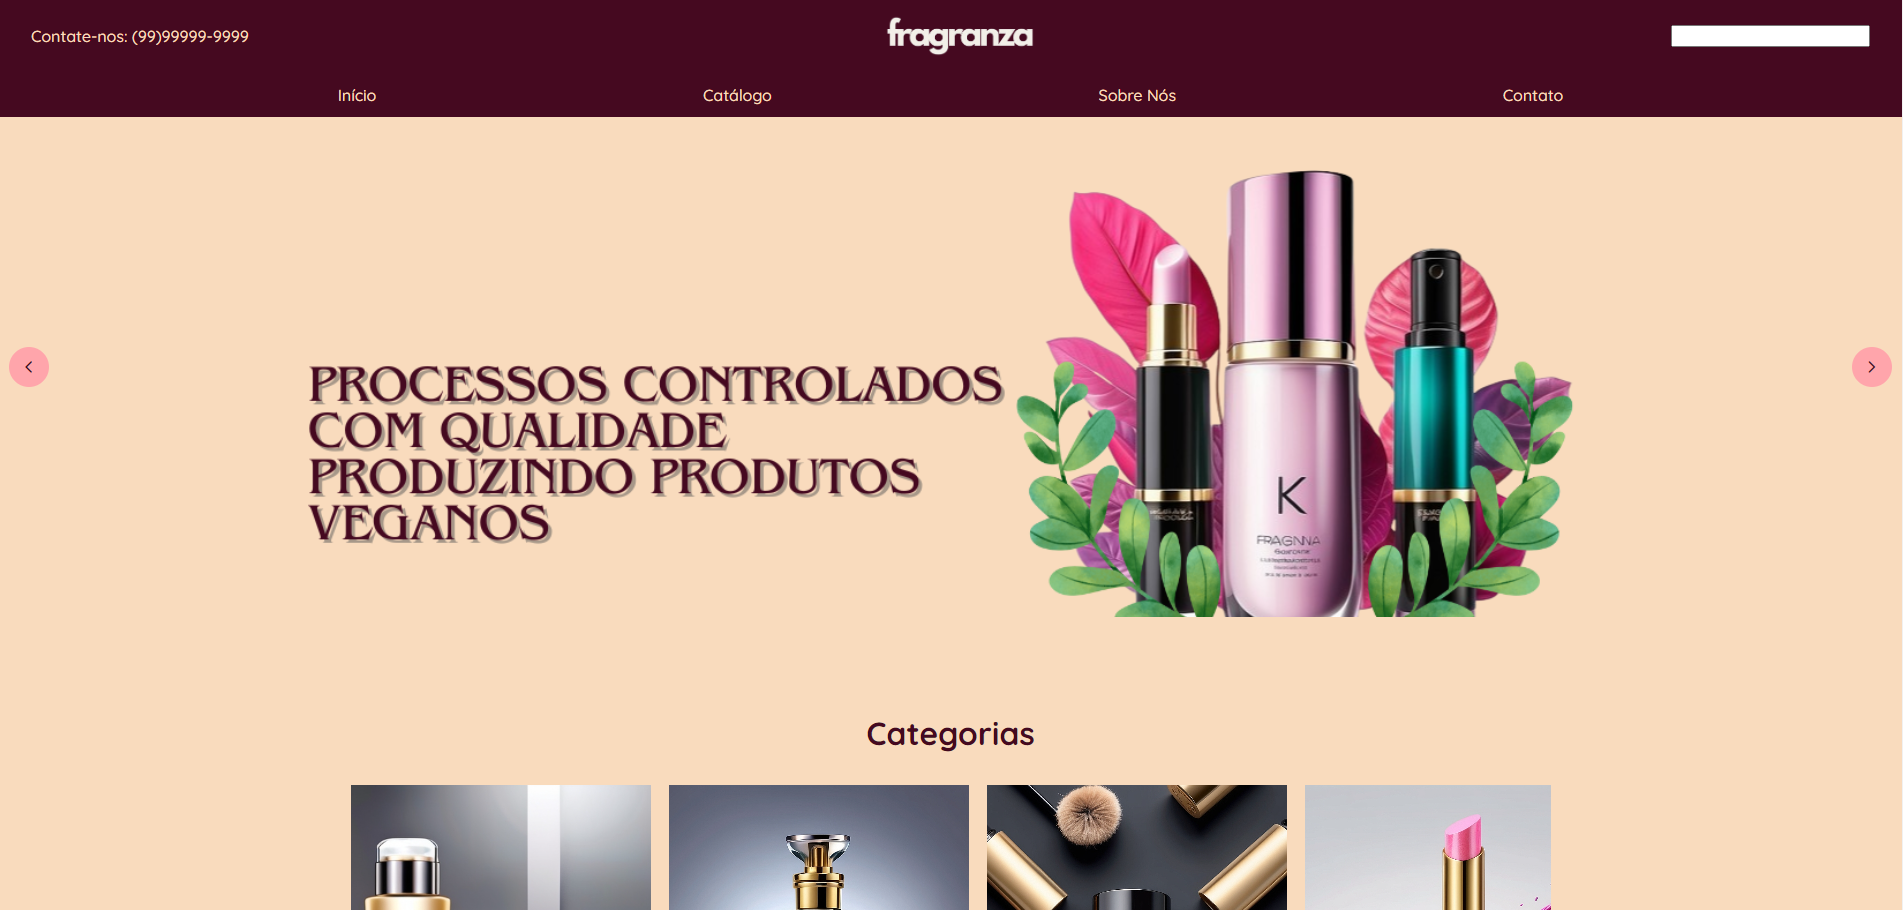 Contate-nos: (99)99999-9999
fragranza
Início
Catálogo
Sobre Nós
Contato
PROCESSOS CONTROLADOS
COM QUALIDADE
PRODUZINDO PRODUTOS
VEGANOS
K
FRAGNNA
Categorias